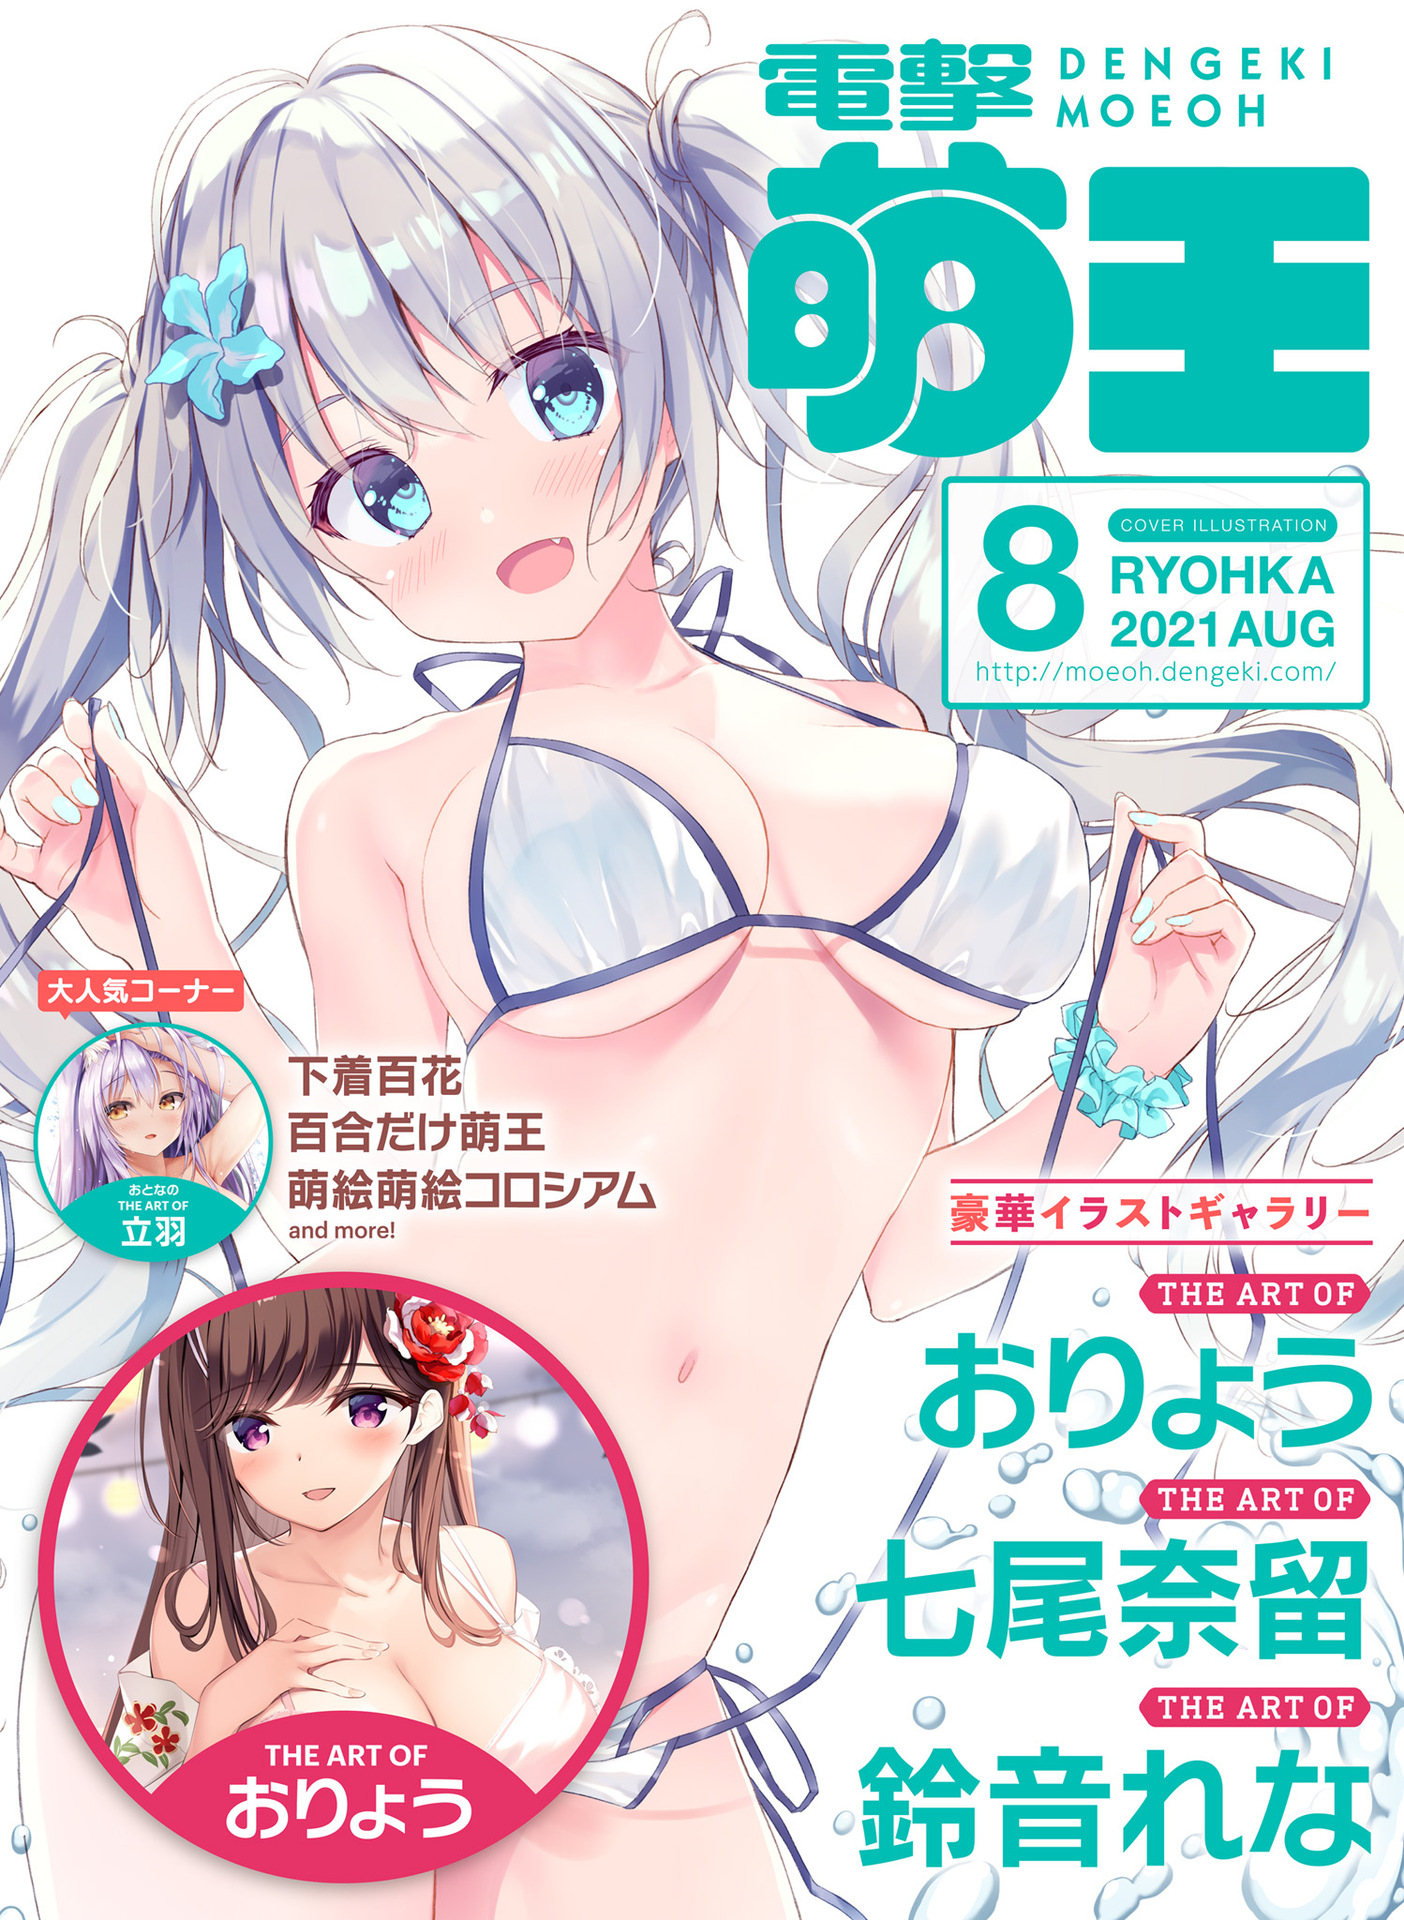 電撃
DENGEKI
MOEOH
萌王
8
COVER ILLUSTRATION
RYOHKA
2021 AUG
http://moeoh.dengeki.com/
大人気コーナー
おとなの
THE ART OF
立羽
下着百花
百合だけ萌王
萌絵萌絵コロシアム
and more!
豪華イラストギャラリー
THE ART OF
おりょう
THE ART OF
七尾奈留
THE ART OF
鈴音れな
THE ART OF
おりょう